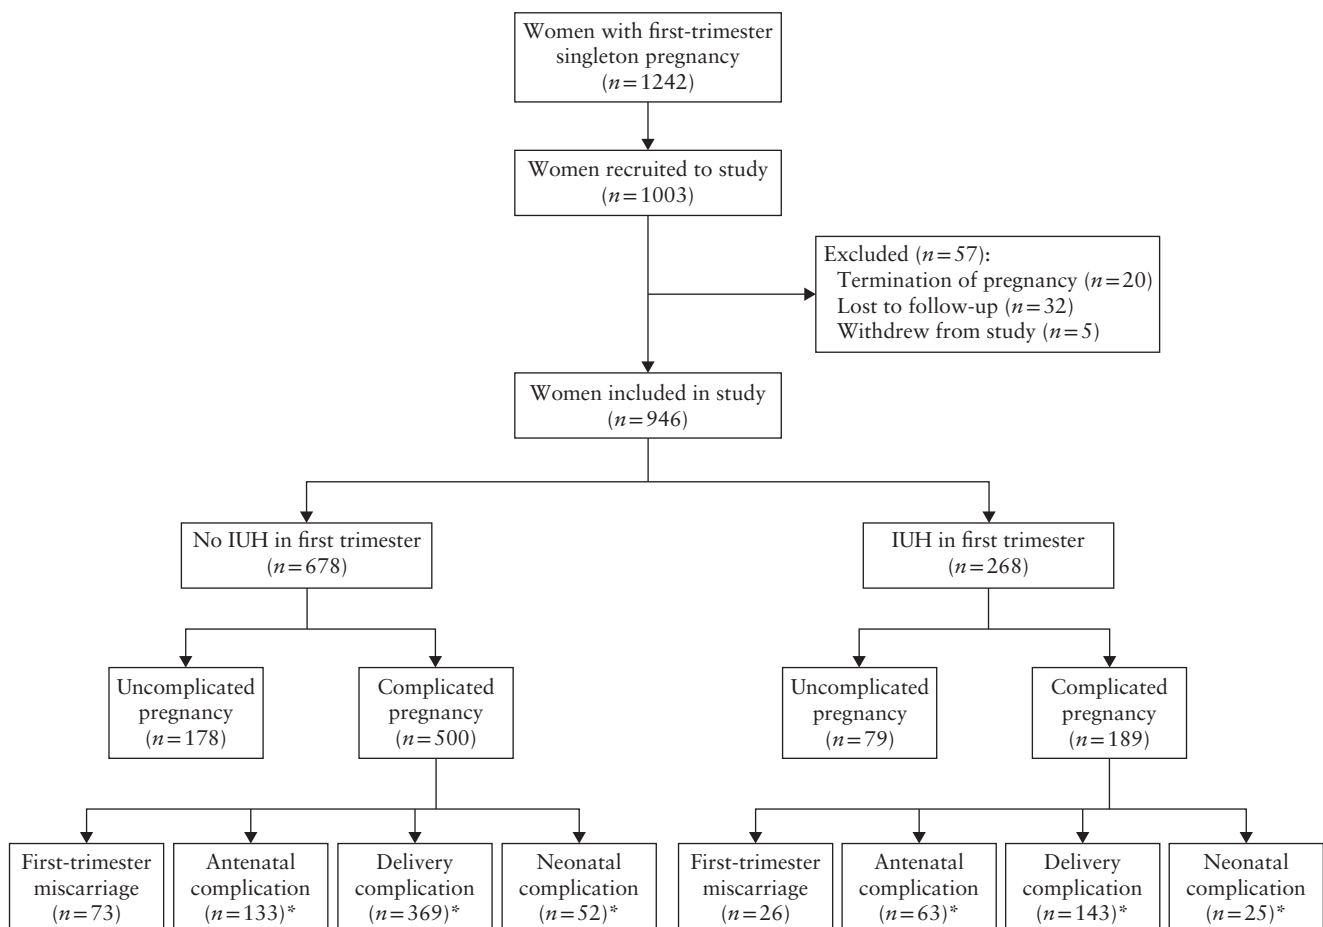 Women with first-trimester
singleton pregnancy
(n=1242)
Women recruited to study
(n=1003)
Excluded (n=57):
Termination of pregnancy (n=20)
Lost to follow-up (n=32)
Withdrew from study (n=5)
Women included in study
(n=946)
No IUH in first trimester
(n=678)
IUH in first trimester
(n=268)
Uncomplicated
pregnancy
(n=178)
Complicated
pregnancy
(n=500)
Uncomplicated
pregnancy
(n=79)
Complicated
pregnancy
(n=189)
First-trimester
miscarriage
(n=73)
Antenatal
complication
(n=133)*
Delivery
complication
(n=369)*
Neonatal
complication
(n=52)*
First-trimester
miscarriage
(n=26)
Antenatal
complication
(n=63)*
Delivery
complication
(n=143)*
Neonatal
complication
(n=25)*